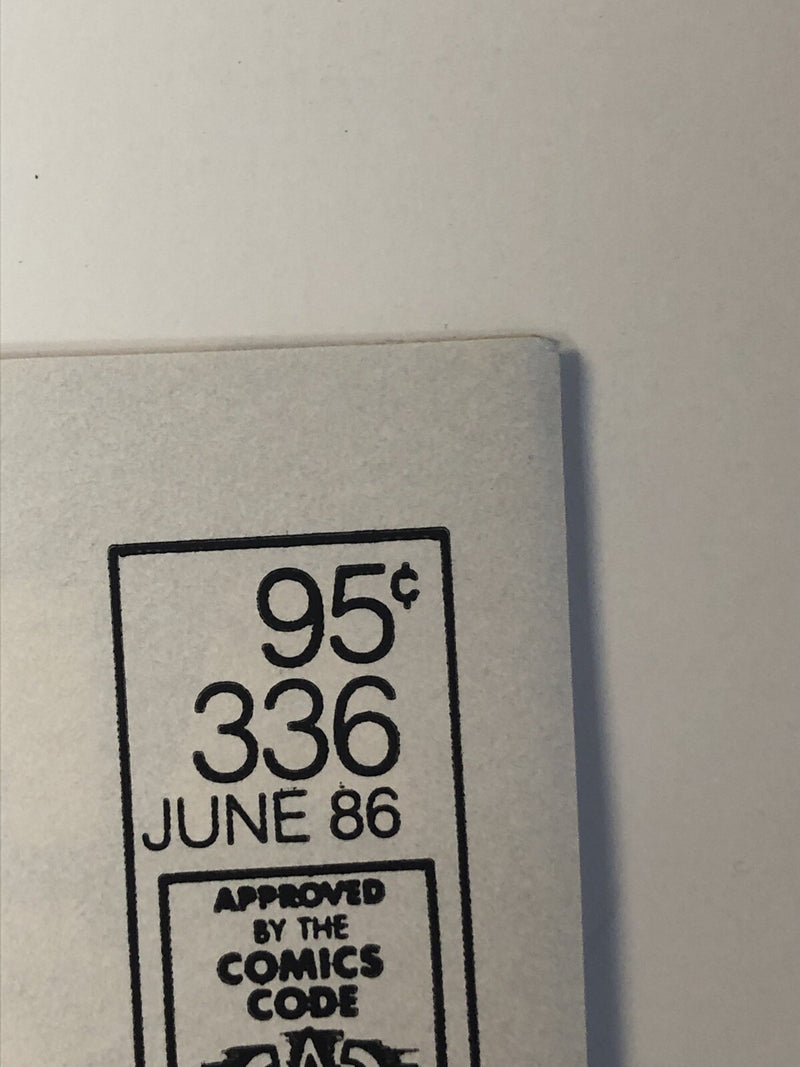 95¢
336
JUNE 86
APPROVED
BY THE
COMICS
CODE